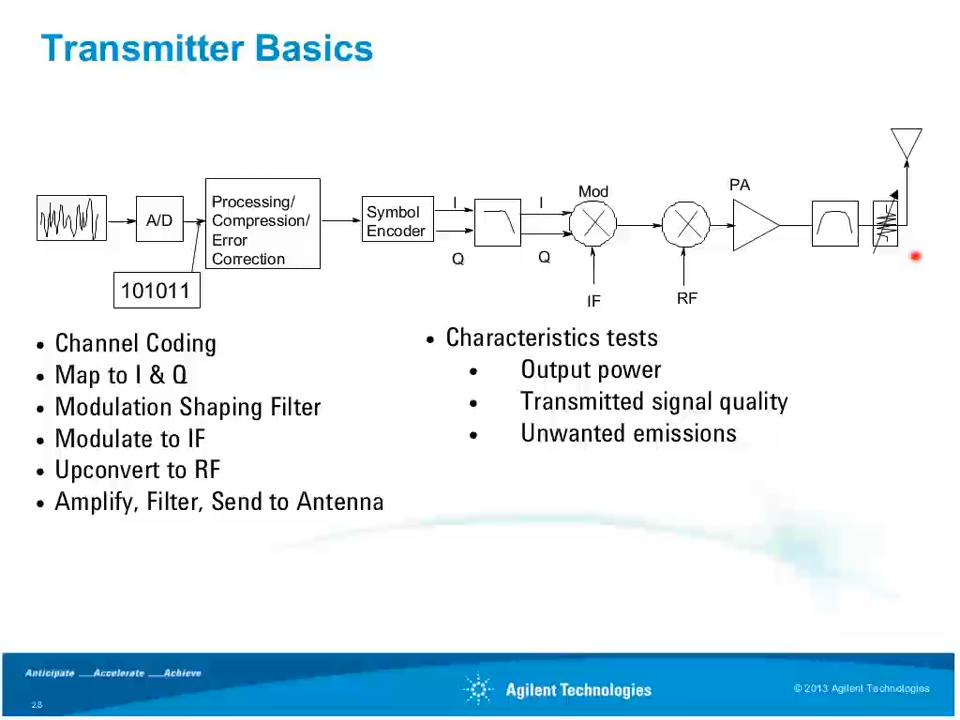 Transmitter Basics
A/D
Processing/
Compression/
Error
Correction
101011
Symbol
Encoder
I
Q
I
Q
Mod
IF
RF
PA
• Channel Coding
• Map to I & Q
• Modulation Shaping Filter
• Modulate to IF
• Upconvert to RF
• Amplify, Filter, Send to Antenna
• Characteristics tests
• Output power
• Transmitted signal quality
• Unwanted emissions
Anticipate __Accelerate __Achieve
28
Agilent Technologies
© 2013 Agilent Technologies